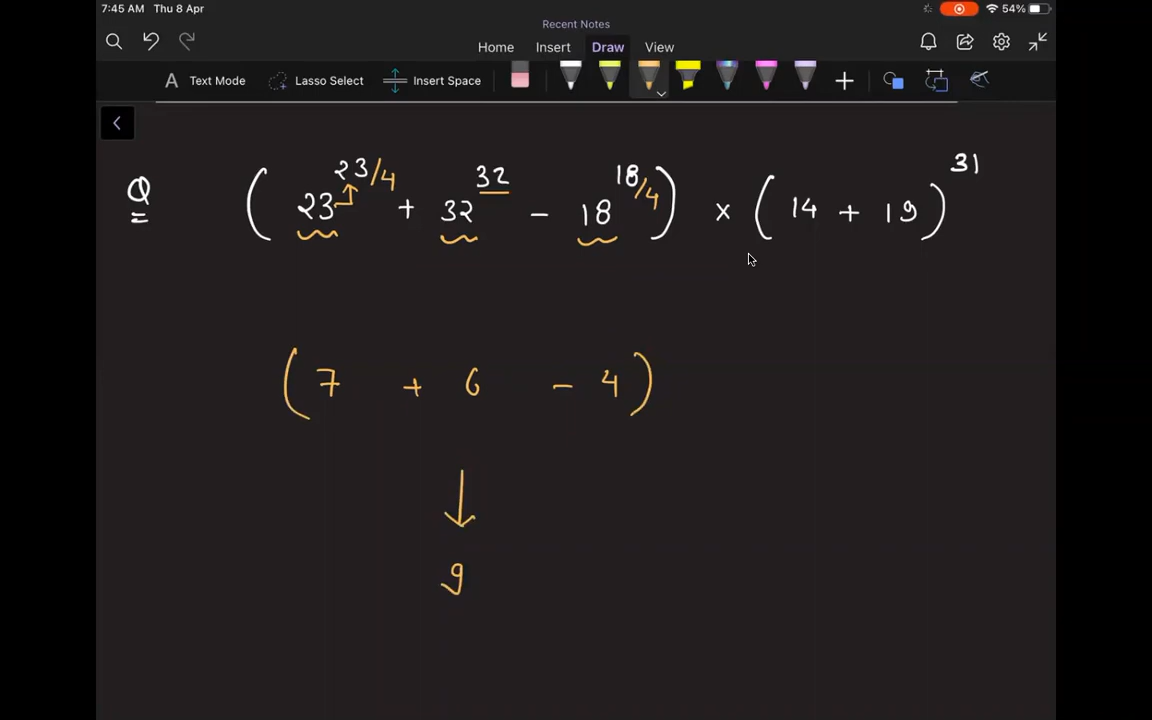 7:45 AM Thu 8 Apr
54%
Recent Notes
Home Insert Draw View
Text Mode Lasso Select Insert Space
Q (23^23/4 + 32^32 - 18^18/4) × (14 + 19)^31
(7 + 6 - 4)
↓
9